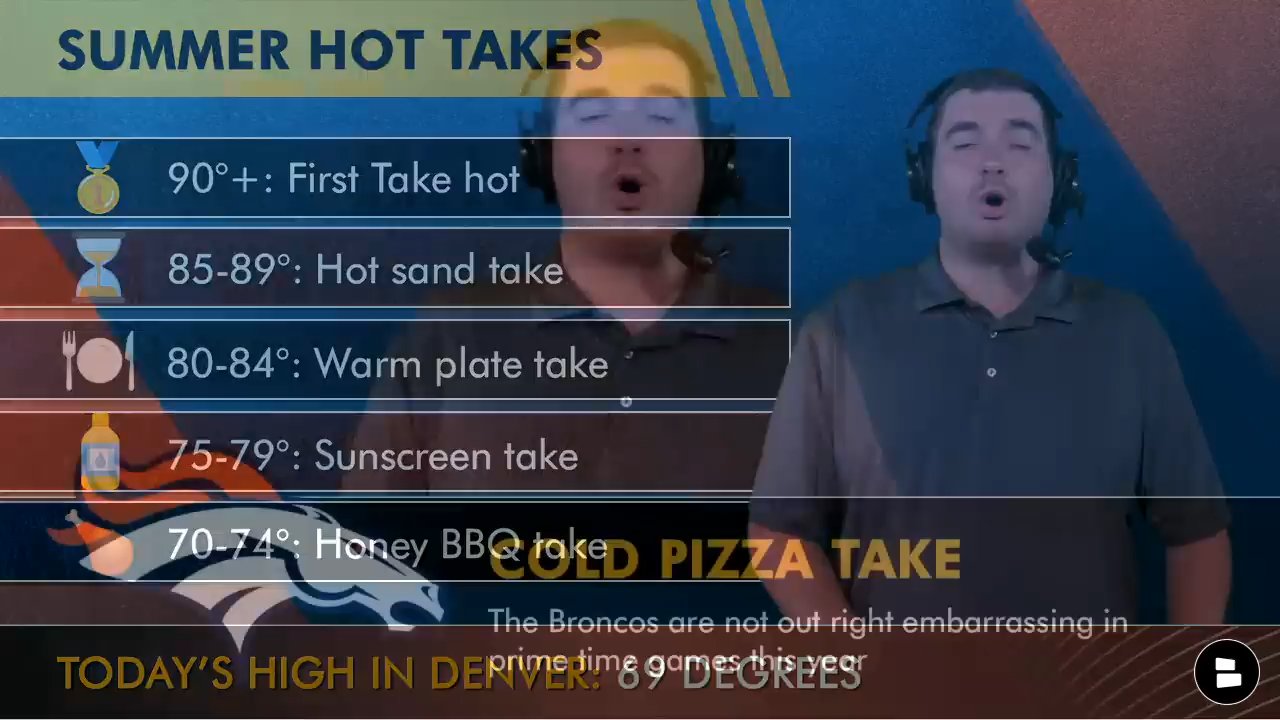 SUMMER HOT TAKES
90°+: First Take hot
85-89°: Hot sand take
80-84°: Warm plate take
75-79°: Sunscreen take
70-74°: Honey BBQ take
COLD PIZZA TAKE
The Broncos are not out right embarrassing in
prime time games this year
TODAY'S HIGH IN DENVER: 69 DEGREES